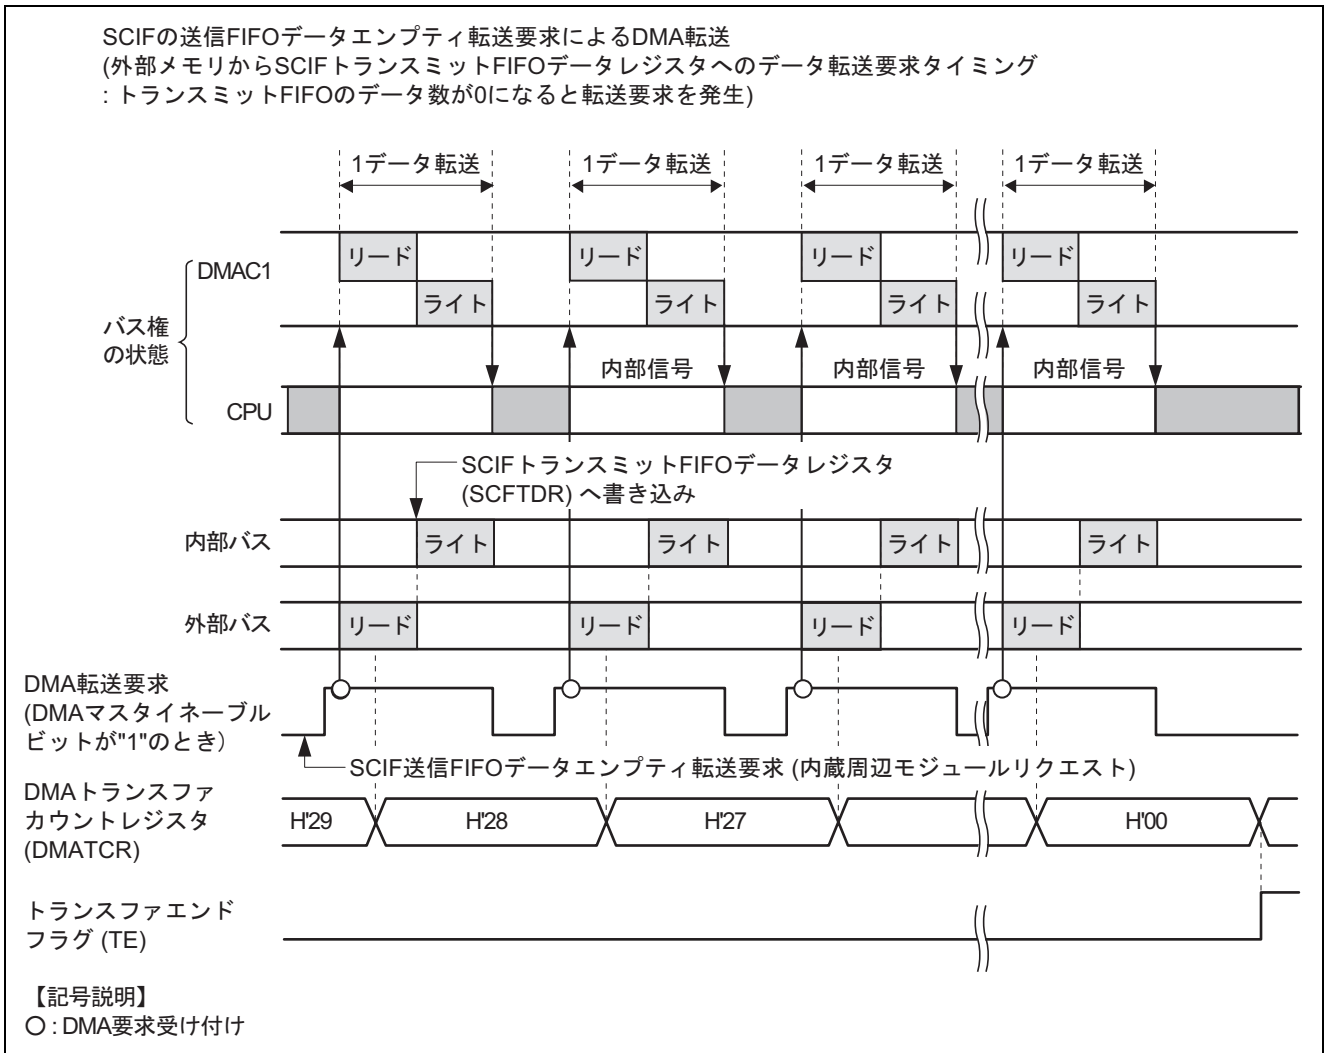 SCIFの送信FIFOデータエンプティ転送要求によるDMA転送
(外部メモリからSCIFトランスミットFIFOデータレジスタへのデータ転送要求タイミング
: トランスミットFIFOのデータ数が0になると転送要求を発生)
1データ転送 1データ転送 1データ転送 1データ転送
リード リード リード リード
DMAC1
ライト ライト ライト ライト
バス権
の状態
内部信号 内部信号 内部信号
CPU
SCIFトランスミットFIFOデータレジスタ
(SCFTDR) へ書き込み
内部バス ライト ライト ライト ライト
外部バス リード リード リード リード
DMA転送要求
(DMAマスタイネーブル
ビットが"1"のとき)
SCIF送信FIFOデータエンプティ転送要求 (内蔵周辺モジュールリクエスト)
DMAトランスファ
カウントレジスタ
(DMATCR)
H'29 H'28 H'27 H'00
トランスファエンド
フラグ (TE)
【記号説明】
○ : DMA要求受け付け